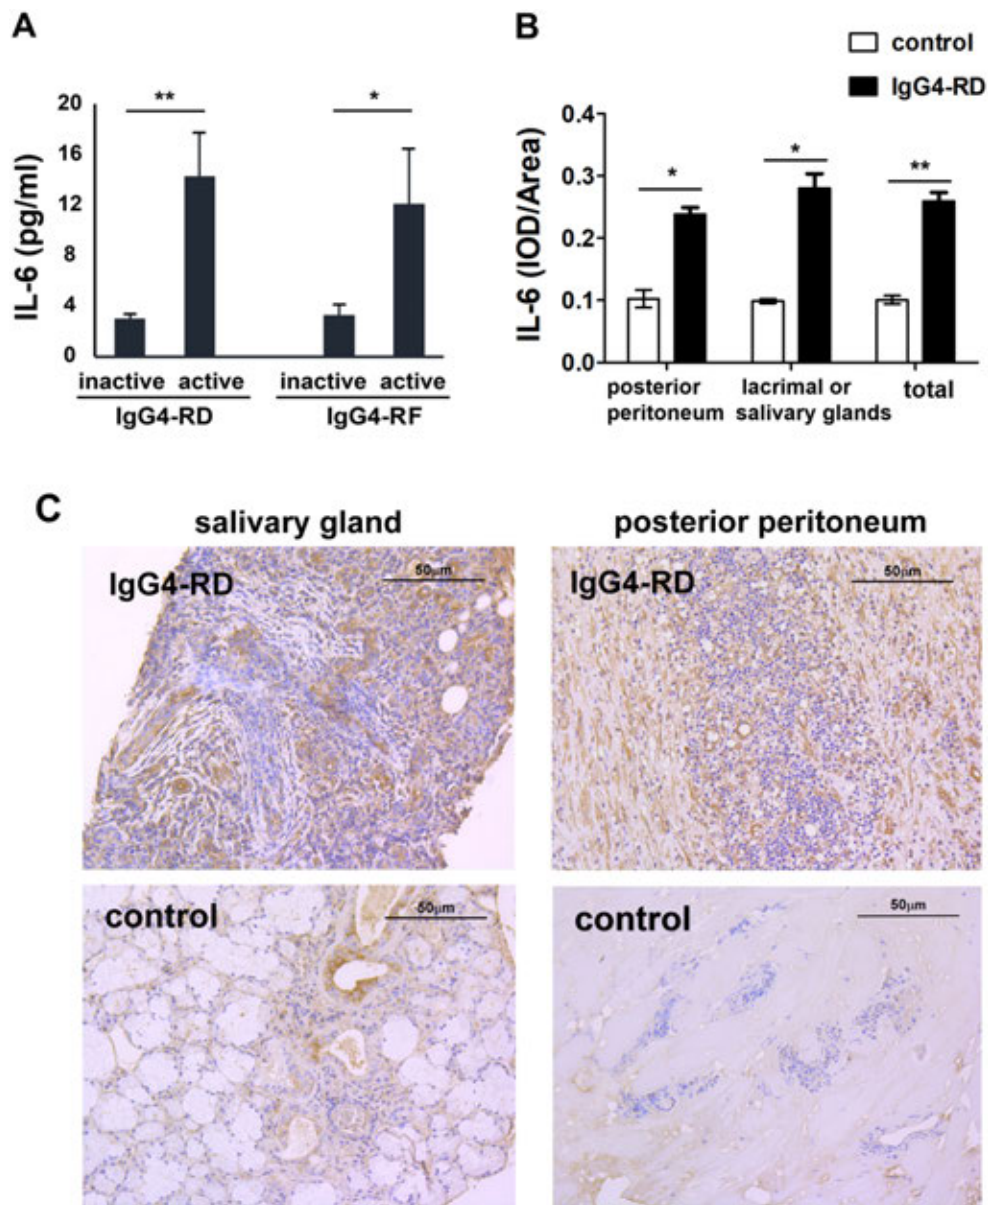 A
20
16
12
8
4
0
IL-6 (pg/ml)
**
*
inactive active inactive active
IgG4-RD IgG4-RF
B
control
IgG4-RD
0.4
0.3
0.2
0.1
0.0
IL-6 (IOD/Area)
*
*
**
posterior
peritoneum
lacrimal or
salivary glands
total
C
salivary gland
posterior peritoneum
IgG4-RD
50μm
IgG4-RD
50μm
control
50μm
control
50μm